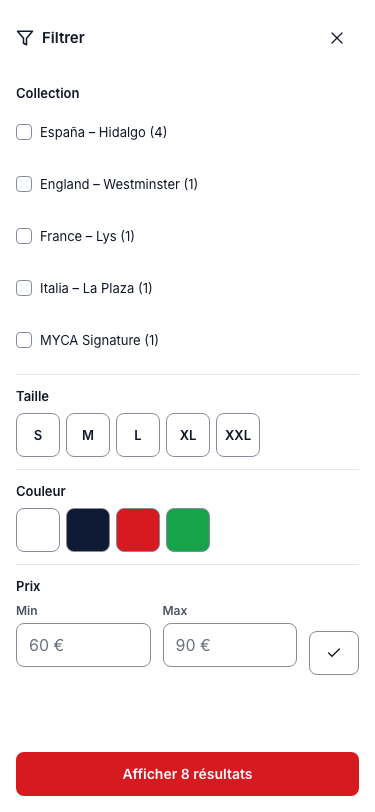 Filtrer
Collection
España – Hidalgo (4)
England – Westminster (1)
France – Lys (1)
Italia – La Plaza (1)
MYCA Signature (1)
Taille
S M L XL XXL
Couleur
Prix
Min Max
60 € 90 €
Afficher 8 résultats